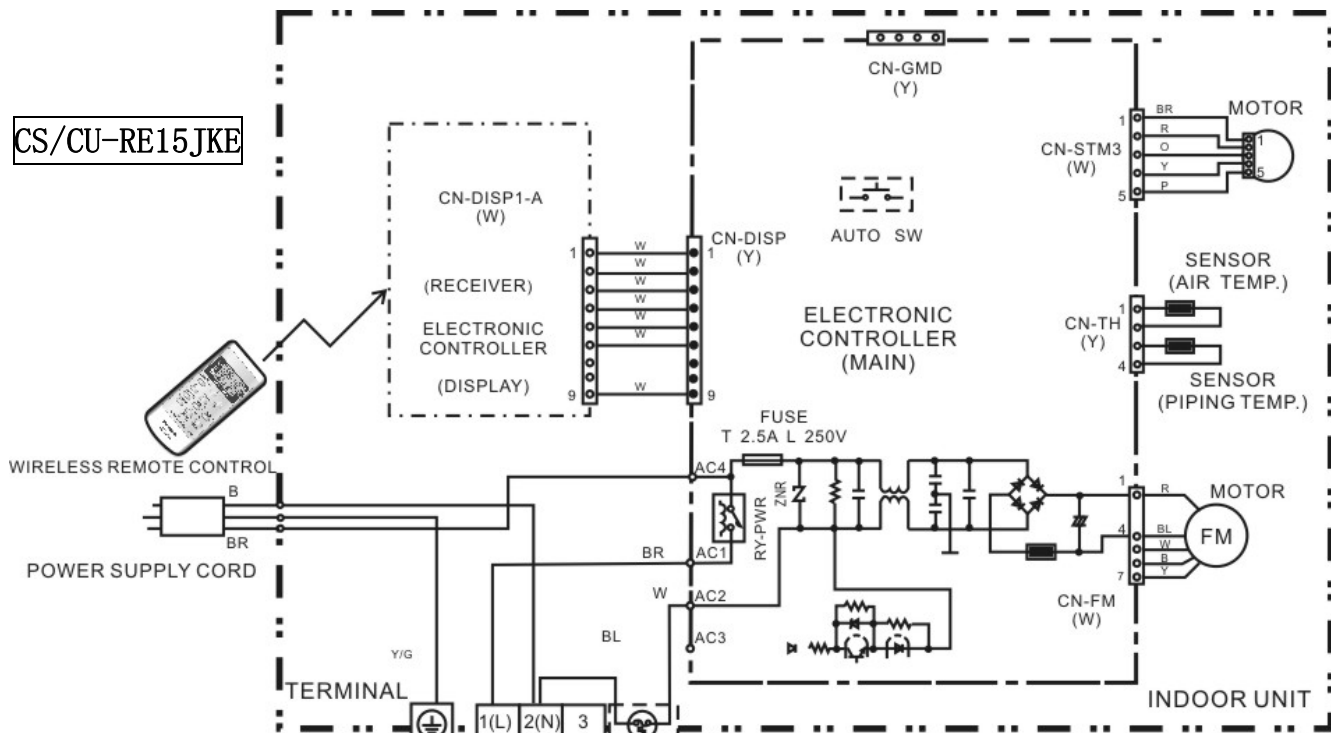 CN-GMD
(Y)
CS/CU-RE15JKE
CN-DISP1-A
(W)
(RECEIVER)
ELECTRONIC
CONTROLLER
(DISPLAY)
1
9
W
W
W
W
W
W
W
CN-DISP
(Y)
1
9
AUTO SW
ELECTRONIC
CONTROLLER
(MAIN)
CN-STM3
(W)
1
5
BR
R
O
Y
P
MOTOR
1
5
SENSOR
(AIR TEMP.)
CN-TH
(Y)
1
4
SENSOR
(PIPING TEMP.)
WIRELESS REMOTE CONTROL
B
BR
POWER SUPPLY CORD
FUSE
T 2.5A L 250V
AC4
ZNR
RY-PWR
BR
AC1
W
AC2
AC3
BL
Y/G
1
4
7
R
BL
W
B
Y
MOTOR
FM
CN-FM
(W)
TERMINAL
1(L)
2(N)
3
INDOOR UNIT